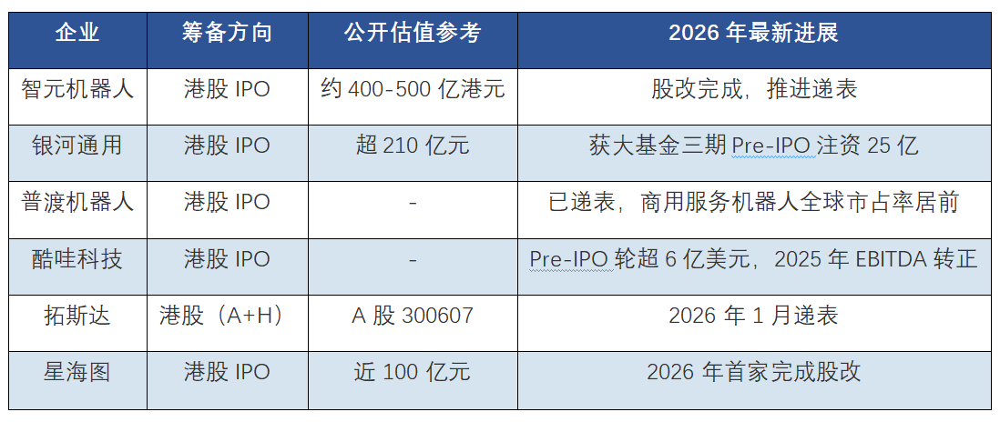 企业 筹备方向 公开估值参考 2026 年最新进展
智元机器人 港股 IPO 约 400-500 亿港元 股改完成，推进递表
银河通用 港股 IPO 超 210 亿元 获大基金三期 Pre-IPO 注资 25 亿
普渡机器人 港股 IPO - 已递表，商用服务机器人全球市占率居前
酷哇科技 港股 IPO - Pre-IPO 轮超 6 亿美元，2025 年 EBITDA 转正
拓斯达 港股（A+H） A 股 300607 2026 年 1 月递表
星海图 港股 IPO 近 100 亿元 2026 年首家完成股改